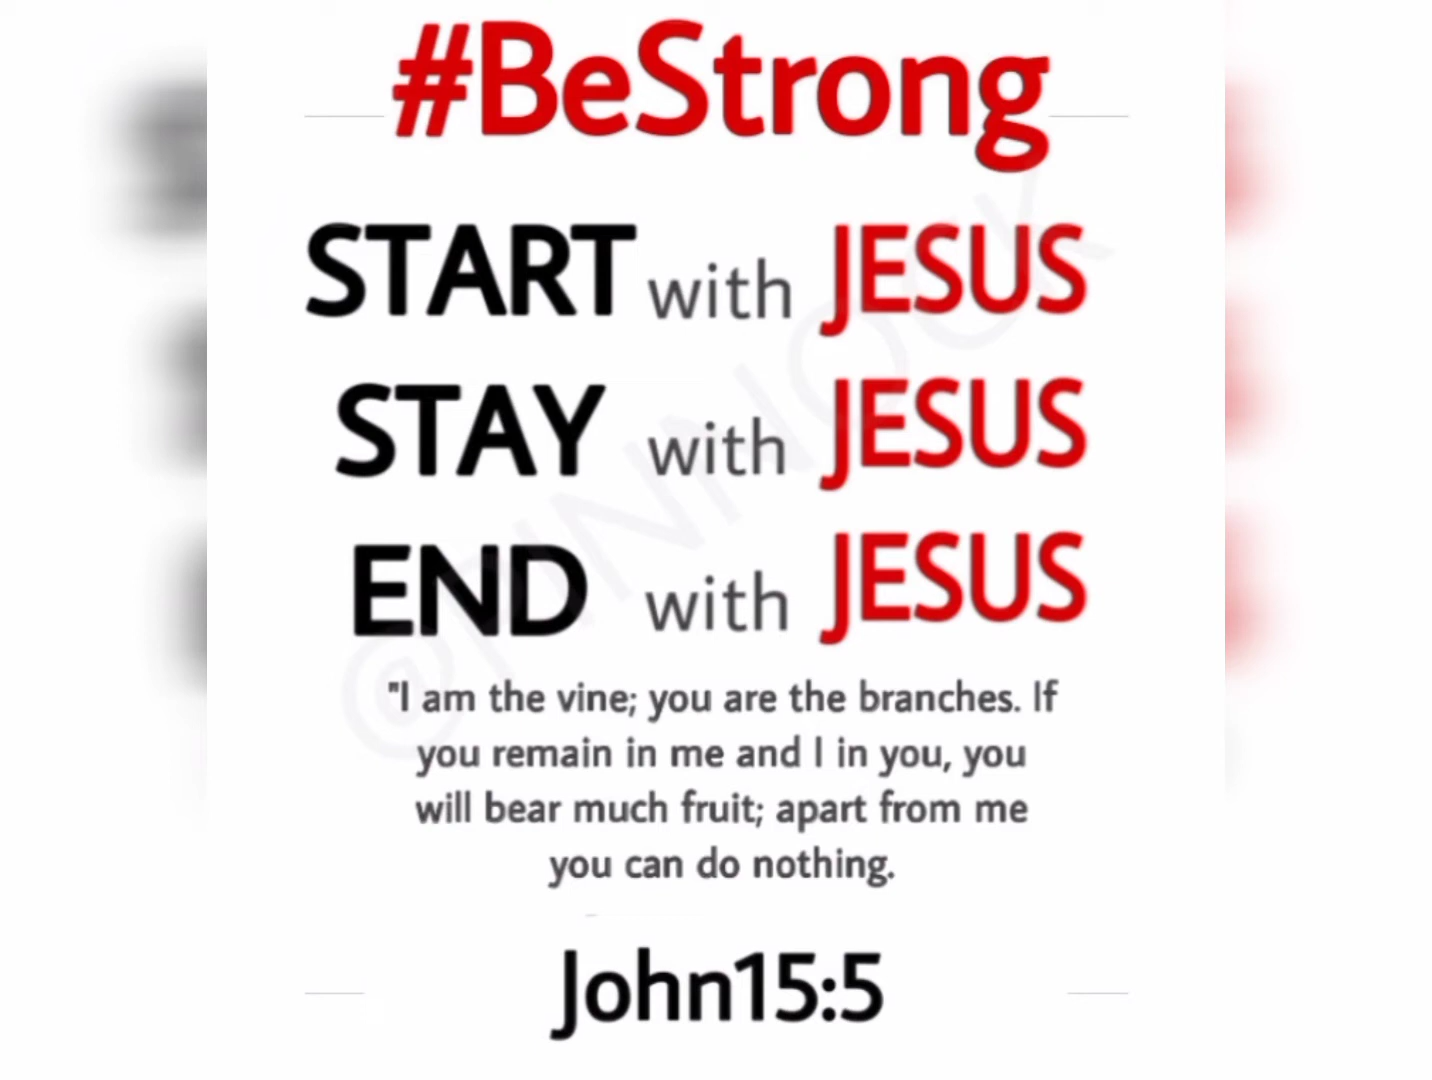 #BeStrong
START with JESUS
STAY with JESUS
END with JESUS
"I am the vine; you are the branches. If
you remain in me and I in you, you
will bear much fruit; apart from me
you can do nothing.
John15:5
@PINNOCK